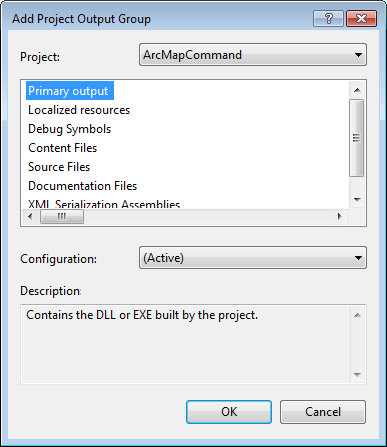 Add Project Output Group
?
Project: ArcMapCommand
Primary output
Localized resources
Debug Symbols
Content Files
Source Files
Documentation Files
XML Serialization Assemblies
Configuration: (Active)
Description:
Contains the DLL or EXE built by the project.
OK Cancel